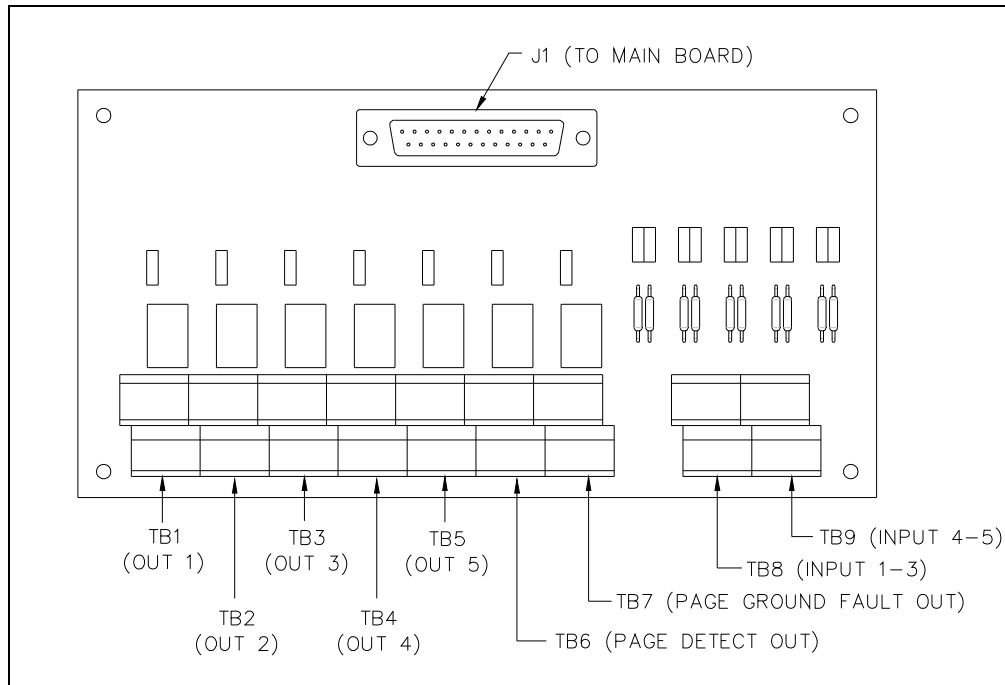 J1 (TO MAIN BOARD)
TB1
(OUT 1)
TB3
(OUT 3)
TB5
(OUT 5)
TB2
(OUT 2)
TB4
(OUT 4)
TB9 (INPUT 4-5)
TB8 (INPUT 1-3)
TB7 (PAGE GROUND FAULT OUT)
TB6 (PAGE DETECT OUT)